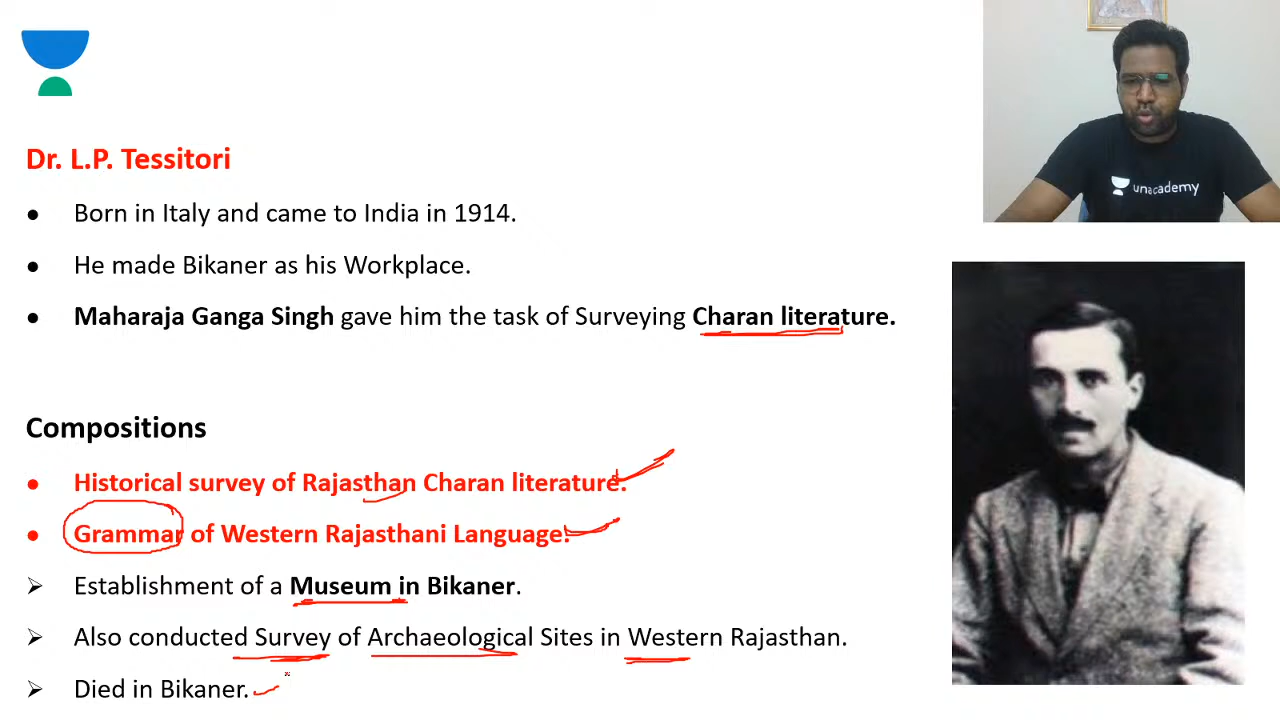 unacademy
Dr. L.P. Tessitori
● Born in Italy and came to India in 1914.
● He made Bikaner as his Workplace.
● Maharaja Ganga Singh gave him the task of Surveying Charan literature.
Compositions
● Historical survey of Rajasthan Charan literature.
● Grammar of Western Rajasthani Language.
➢ Establishment of a Museum in Bikaner.
➢ Also conducted Survey of Archaeological Sites in Western Rajasthan.
➢ Died in Bikaner.